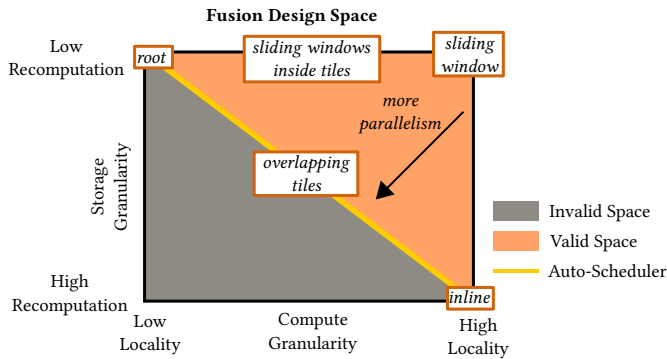 Fusion Design Space
Low
Recomputation
root
sliding windows
inside tiles
sliding
window
more
parallelism
Storage
Granularity
overlapping
tiles
Invalid Space
Valid Space
Auto-Scheduler
High
Recomputation
inline
Low
Locality
Compute
Granularity
High
Locality